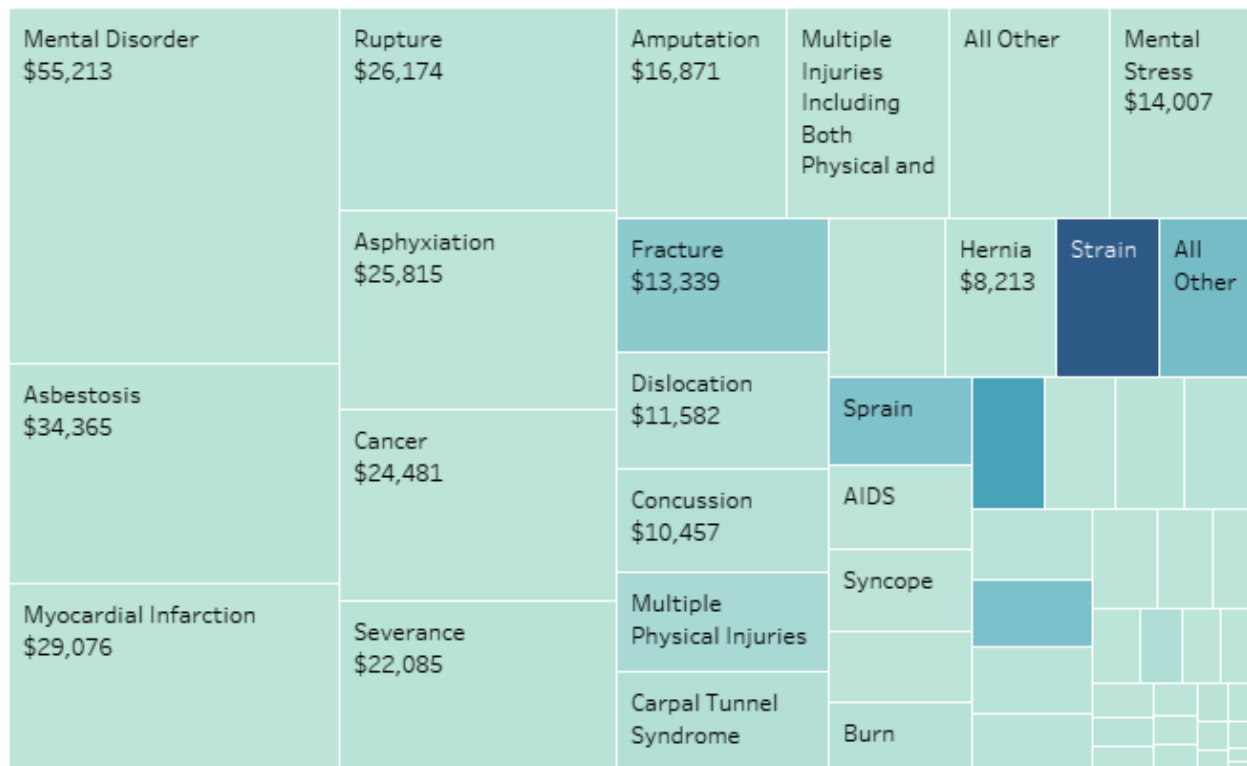 Mental Disorder
$55,213
Asbestosis
$34,365
Myocardial Infarction
$29,076
Rupture
$26,174
Asphyxiation
$25,815
Cancer
$24,481
Severance
$22,085
Amputation
$16,871
Multiple
Injuries
Including
Both
Physical and
All Other
Mental
Stress
$14,007
Fracture
$13,339
Dislocation
$11,582
Concussion
$10,457
Multiple
Physical Injuries
Carpal Tunnel
Syndrome
Hernia
$8,213
Strain
All
Other
Sprain
AIDS
Syncope
Burn